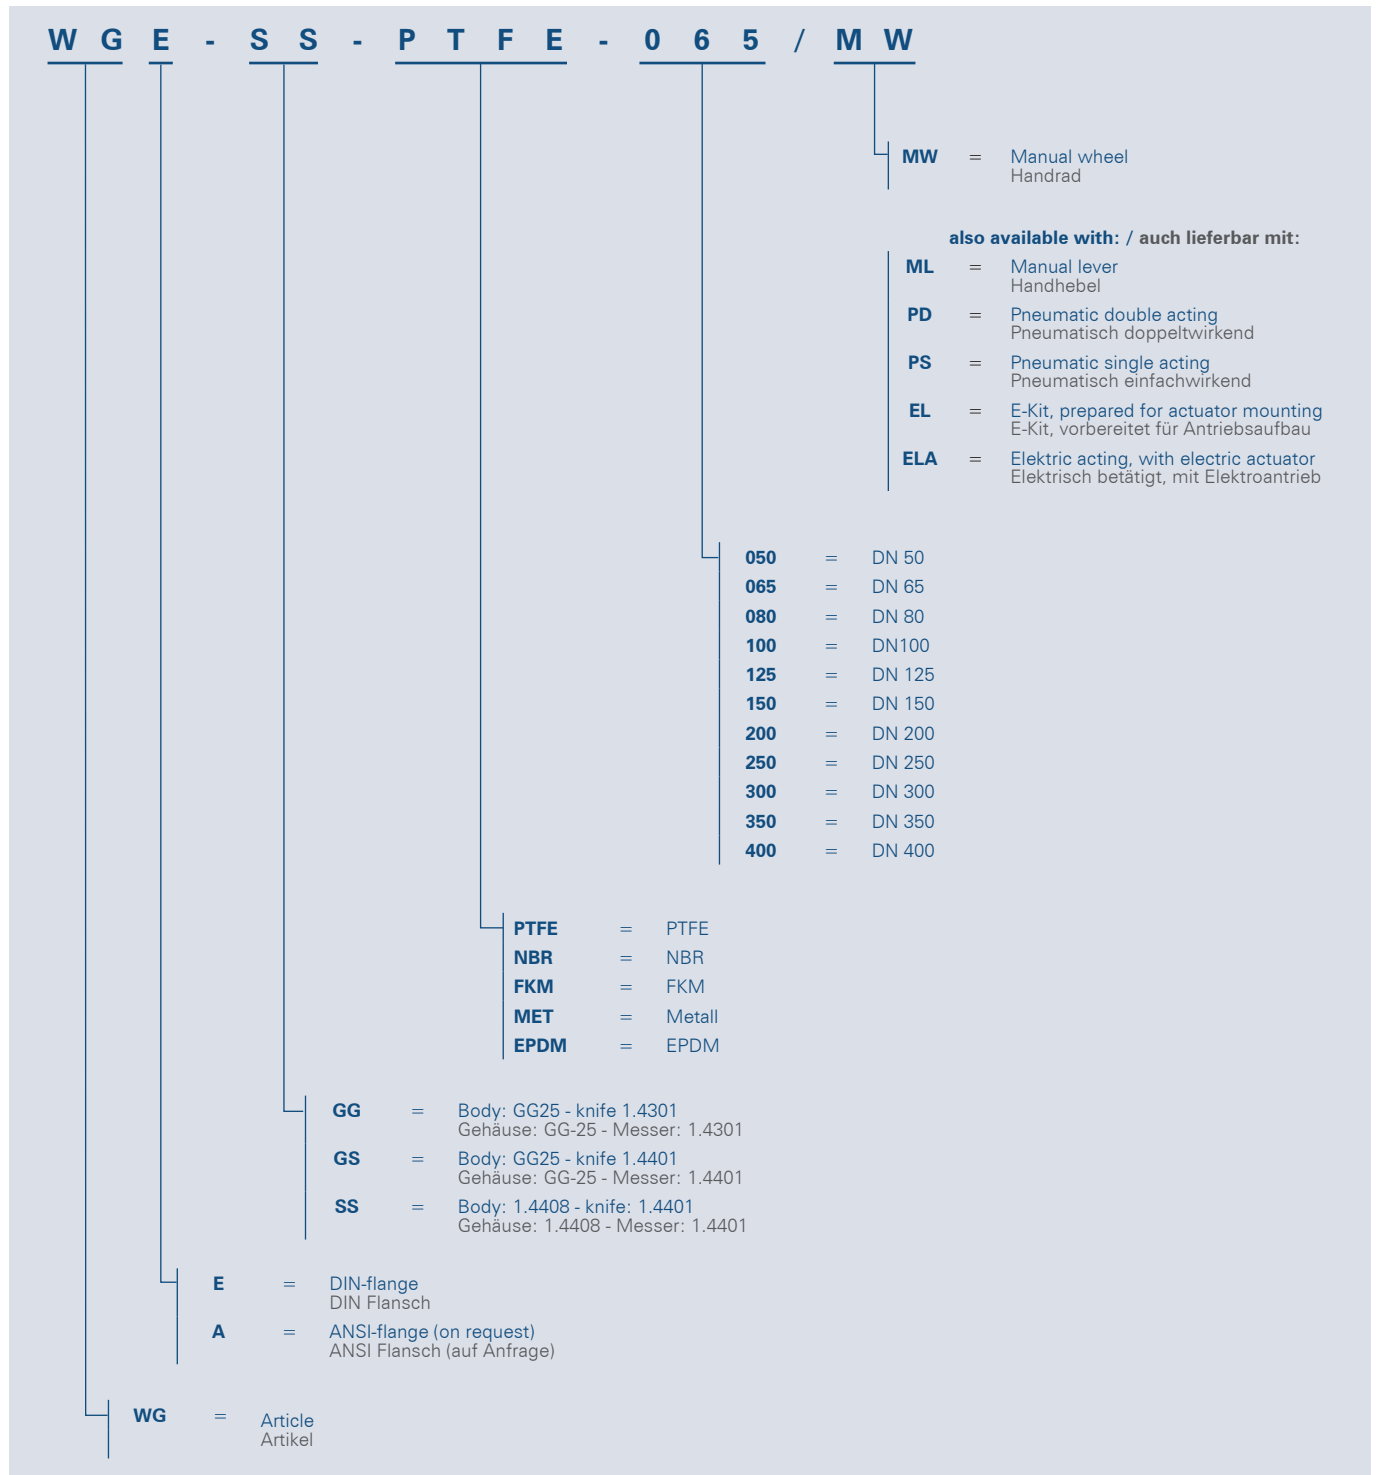 WGE-SS-PTFE-065/MW
MW = Manual wheel
Handrad
also available with: / auch lieferbar mit:
ML = Manual lever
Handhebel
PD = Pneumatic double acting
Pneumatisch doppeltwirkend
PS = Pneumatic single acting
Pneumatisch einfachwirkend
EL = E-Kit, prepared for actuator mounting
E-Kit, vorbereitet für Antriebsaufbau
ELA = Elektric acting, with electric actuator
Elektrisch betätigt, mit Elektroantrieb
050 = DN 50
065 = DN 65
080 = DN 80
100 = DN100
125 = DN 125
150 = DN 150
200 = DN 200
250 = DN 250
300 = DN 300
350 = DN 350
400 = DN 400
PTFE = PTFE
NBR = NBR
FKM = FKM
MET = Metall
EPDM = EPDM
GG = Body: GG25 - knife 1.4301
Gehäuse: GG-25 - Messer: 1.4301
GS = Body: GG25 - knife 1.4401
Gehäuse: GG-25 - Messer: 1.4401
SS = Body: 1.4408 - knife: 1.4401
Gehäuse: 1.4408 - Messer: 1.4401
E = DIN-flange
DIN Flansch
A = ANSI-flange (on request)
ANSI Flansch (auf Anfrage)
WG = Article
Artikel